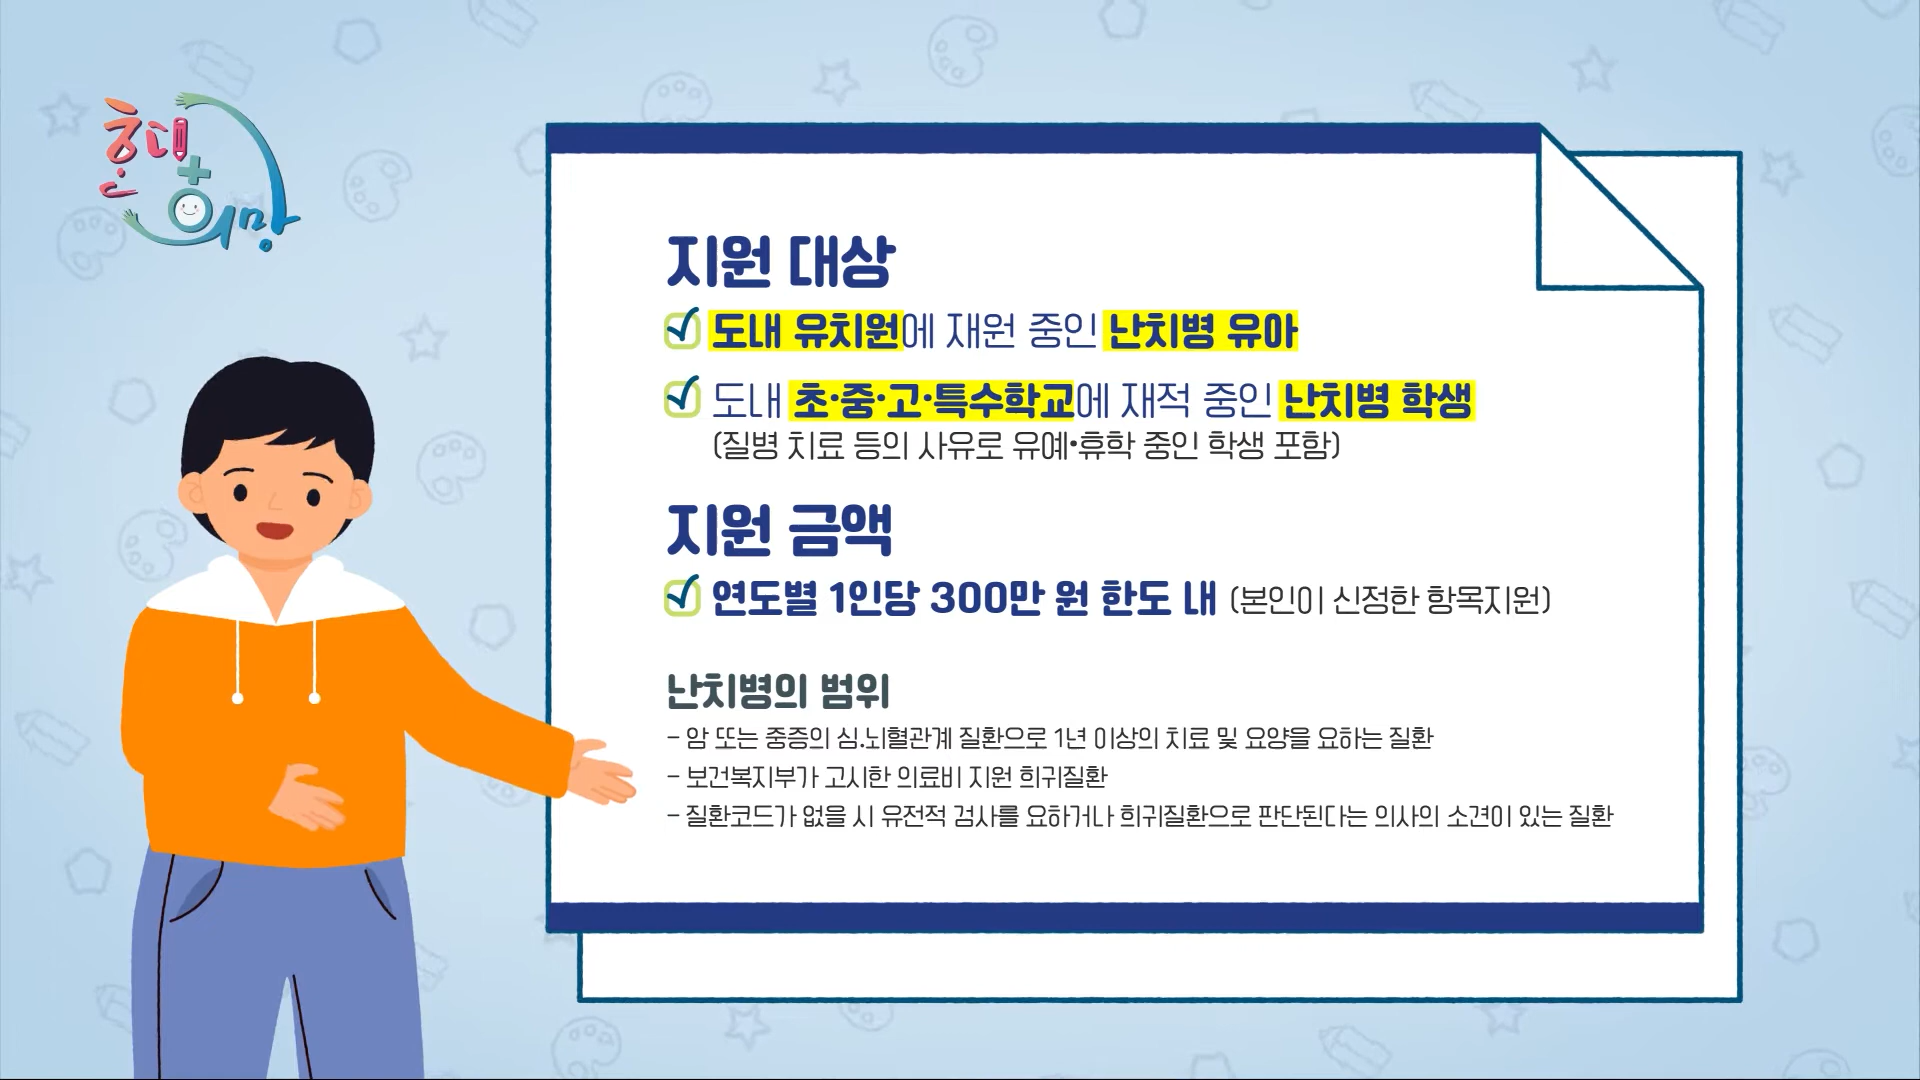 지원 대상
도내 유치원에 재원 중인 난치병 유아
도내 초·중·고·특수학교에 재적 중인 난치병 학생
(질병 치료 등의 사유로 유예•휴학 중인 학생 포함)
지원 금액
연도별 1인당 300만 원 한도 내 (본인이 신정한 항목지원)
난치병의 범위
- 암 또는 중증의 심.뇌혈관계 질환으로 1년 이상의 치료 및 요양을 요하는 질환
- 보건복지부가 고시한 의료비 지원 희귀질환
- 질환코드가 없을 시 유전적 검사를 요하거나 희귀질환으로 판단된다는 의사의 소견이 있는 질환